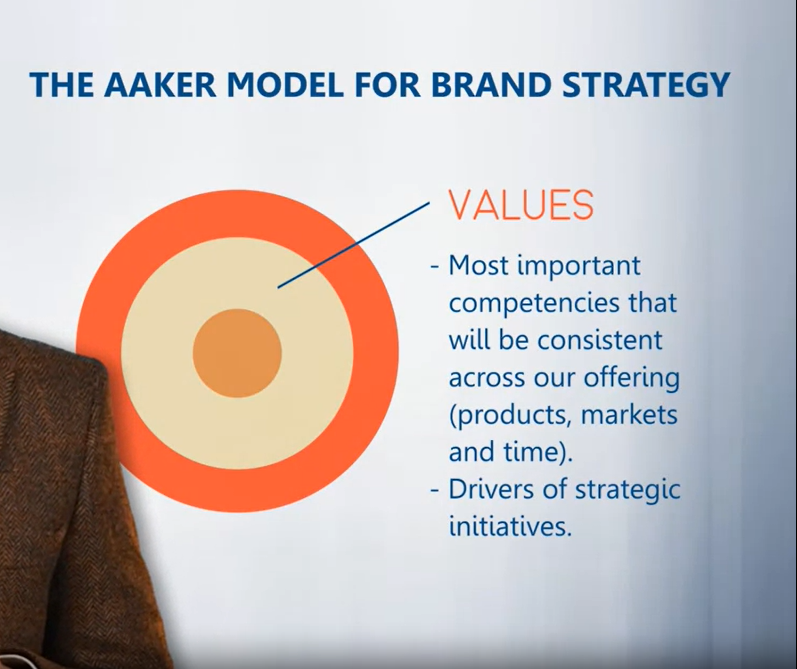 THE AAKER MODEL FOR BRAND STRATEGY
VALUES
- Most important
competencies that
will be consistent
across our offering
(products, markets
and time).
- Drivers of strategic
initiatives.